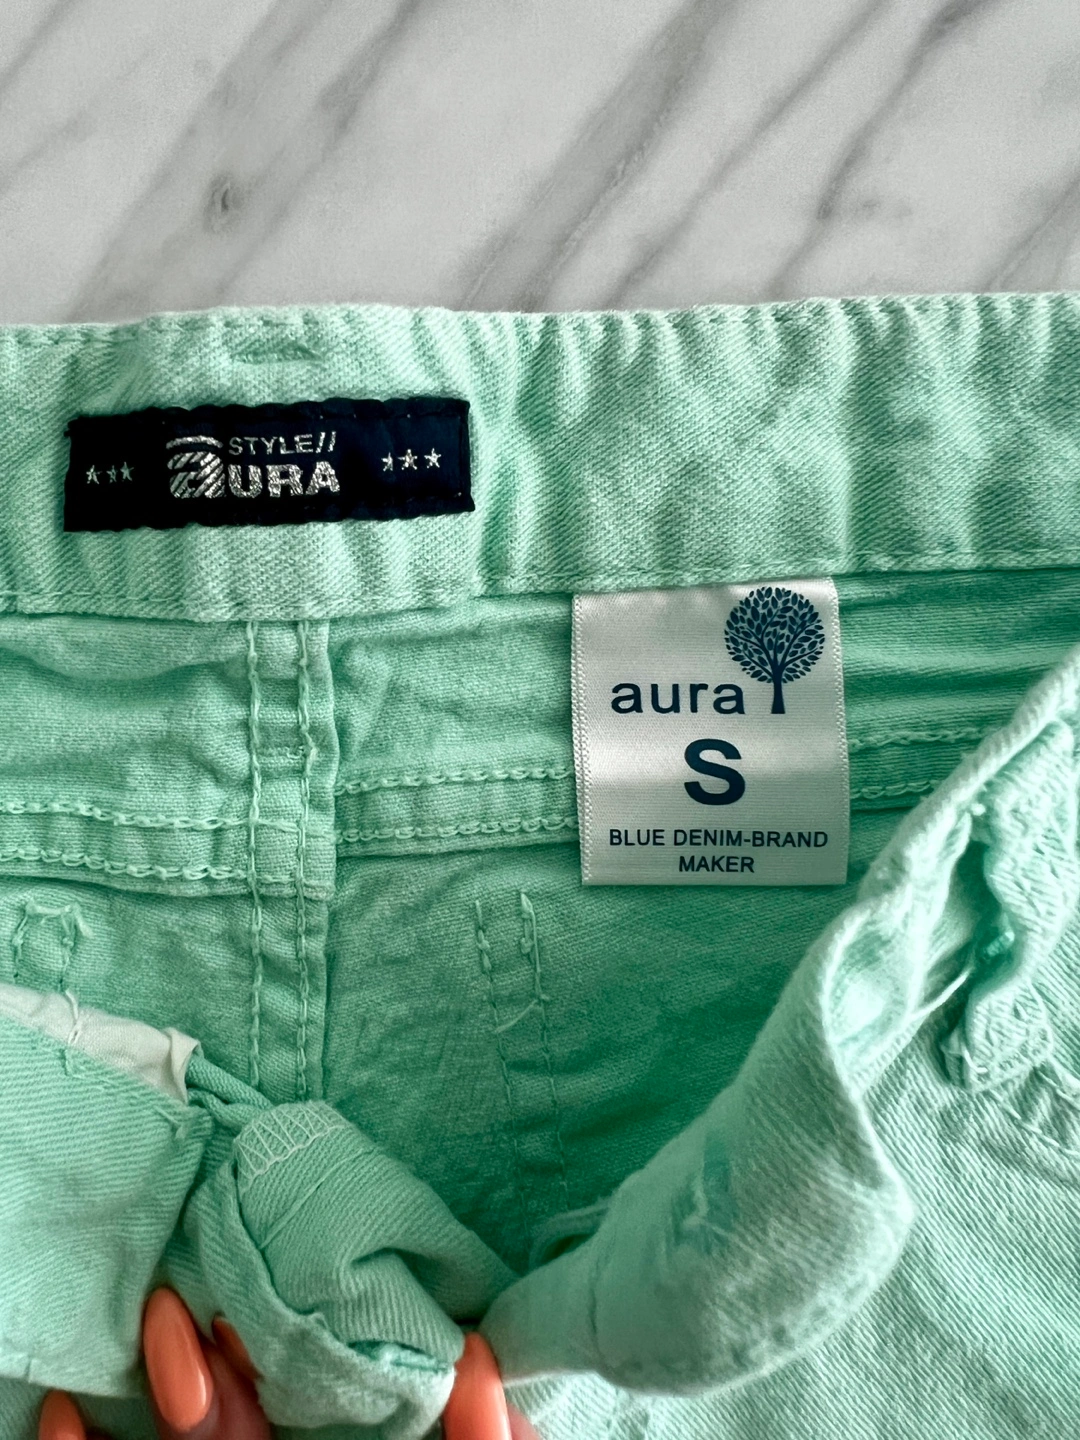 STYLE//
aURA
aura
S
BLUE DENIM-BRAND
MAKER